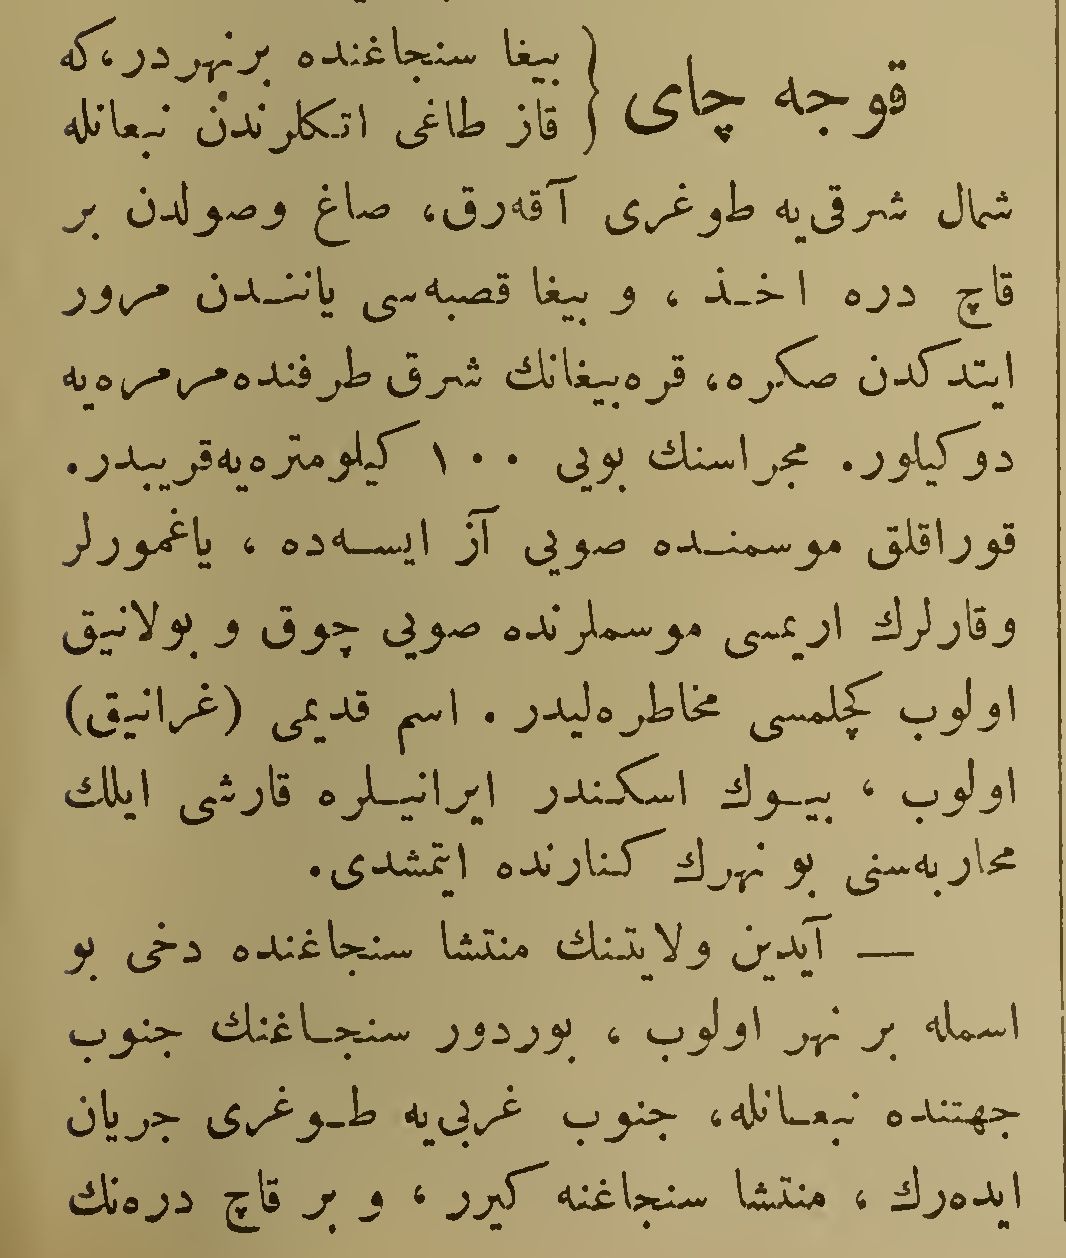 قوجه چای { بیغا سنجاغنده بر نهر در، که
قاز طاغی اتکلرندن نبعانله
شمال شرقی‌یه طوغری آقه‌رق، صاغ وصولدن بر
قاچ دره اخذ ، و بیغا قصبه‌سی یانندن مرور
ایتدکدن صکره، قره‌بیغانك شرق طرفنده مرمره‌یه
دوکیلور. مجراسنك بویی ۱۰۰ کیلومتره‌یه قریبدر.
قوراقلق موسمنده صویی آز ایسه‌ده ، یاغمورلر
وقارلرك اریمسی موسملرنده صویی چوق و بولانیق
اولوب کچلمسی مخاطره‌لیدر . اسم قدیمی (غرانیق)
اولوب ، بیوك اسکندر ایرانیلره قارشی ایللك
محاربه‌سنی بو نهرك کنارنده ایتمشدی.
— آیدین ولایتنك منتشا سنجاغنده دخی بو
اسمله بر نهر اولوب ، بوردور سنجاغنك جنوب
جهتنده نبعانله، جنوب غربی‌یه طوغری جریان
ایده‌رك ، منتشا سنجاغنه کیرر ، و بر قاچ دره‌نك